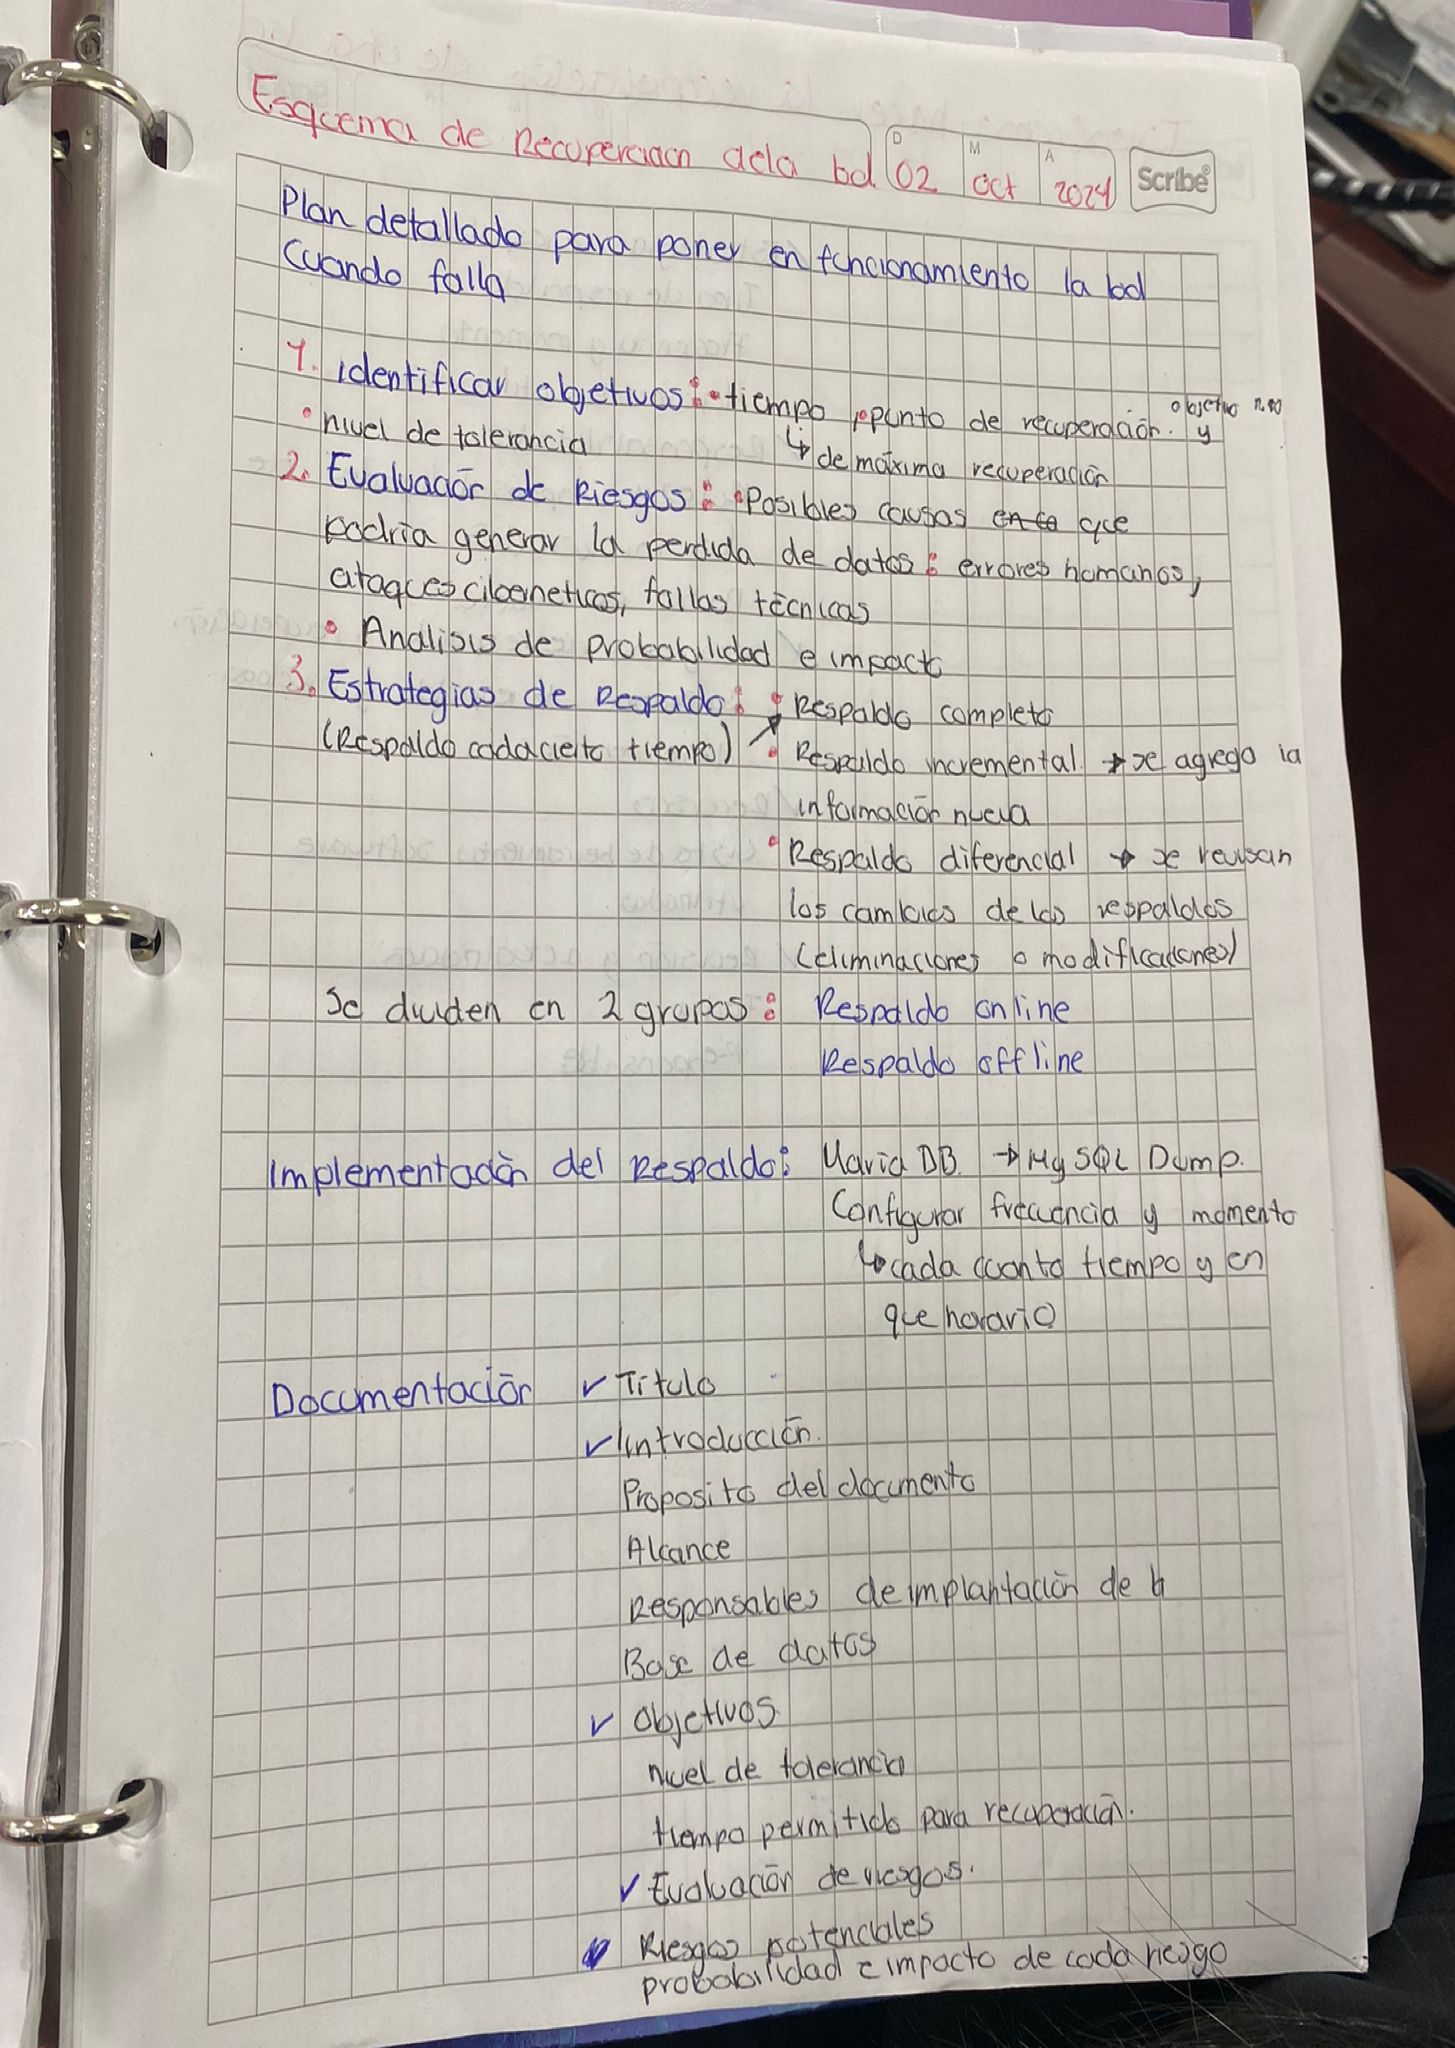 Esquema de Recuperación dela bd.
D 02 M Oct A 2024 Scribe
Plan detallado para poner en funcionamiento la bd
Cuando falla
1. identificar objetivos: • tiempo, • punto de recuperación. y objetivo
• nivel de tolerancia ↳ de máxima recuperación
2. Evaluación de Riesgos: • Posibles causas que
podría generar la perdida de datos: errores homanos,
ataques ciberneticos, fallas técnicas
• Analisis de probabilidad e impacto
3. Estrategias de Respaldo: • Respaldo completo
(Respaldo cada cierto tiempo) ↗ • Respaldo incremental → se agrega la
información nueva
• Respaldo diferencial → se revisan
los cambios de los respaldos
(eliminaciones o modificaciones)
Se dividen en 2 grupos: Respaldo online
Respaldo offline
Implementación del Respaldo: Maria DB. → My SQL Dump.
Configurar frecuencia y momento
↳ cada cuanto tiempo y en
que horario
Documentación ✓ Titulo
✓ Introducción.
Proposito del documento
Alcance
Responsables de implantación de la
Base de datos
✓ Objetivos.
nivel de tolerancia
tiempo permitido para recuperación.
✓ Evaluación de riesgos.
Riesgos potenciales
probabilidad e impacto de cada riesgo